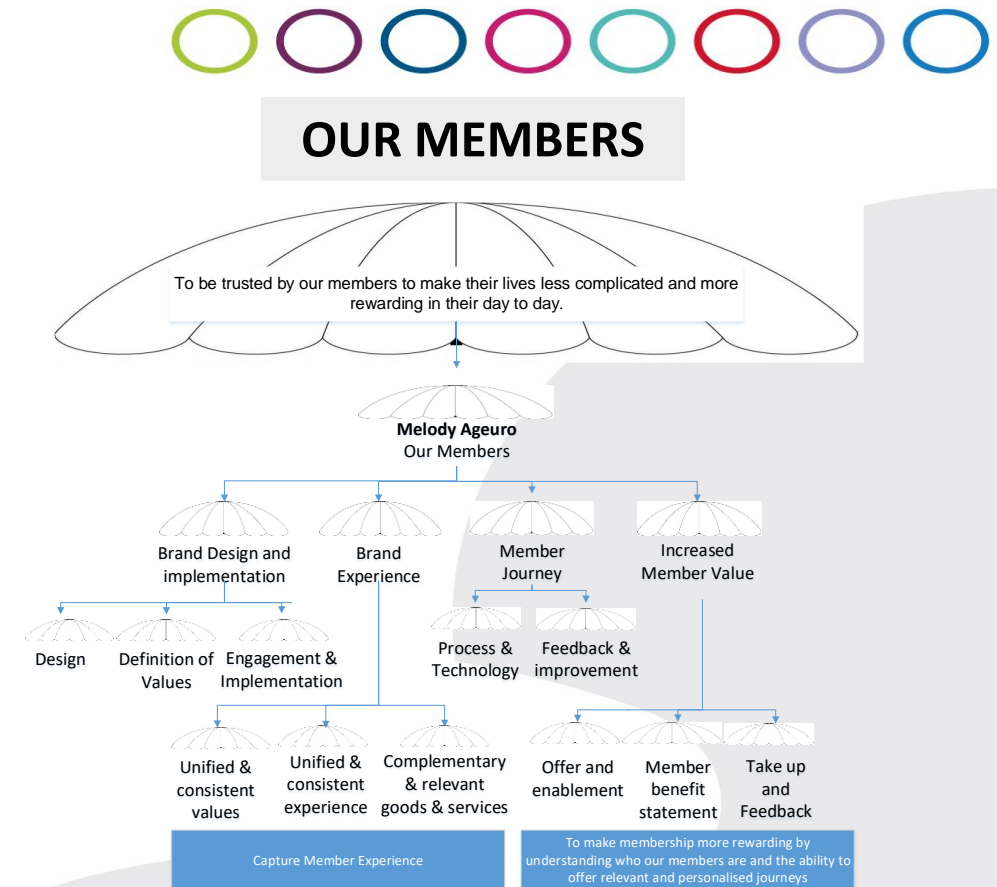 OUR MEMBERS
To be trusted by our members to make their lives less complicated and more
rewarding in their day to day.
Melody Ageuro
Our Members
Brand Design and
implementation
Brand
Experience
Member
Journey
Increased
Member Value
Design
Definition of
Values
Engagement &
Implementation
Process &
Technology
Feedback &
improvement
Unified &
consistent
values
Unified &
consistent
experience
Complementary
& relevant
goods & services
Offer and
enablement
Member
benefit
statement
Take up
and
Feedback
Capture Member Experience
To make membership more rewarding by
understanding who our members are and the ability to
offer relevant and personalised journeys